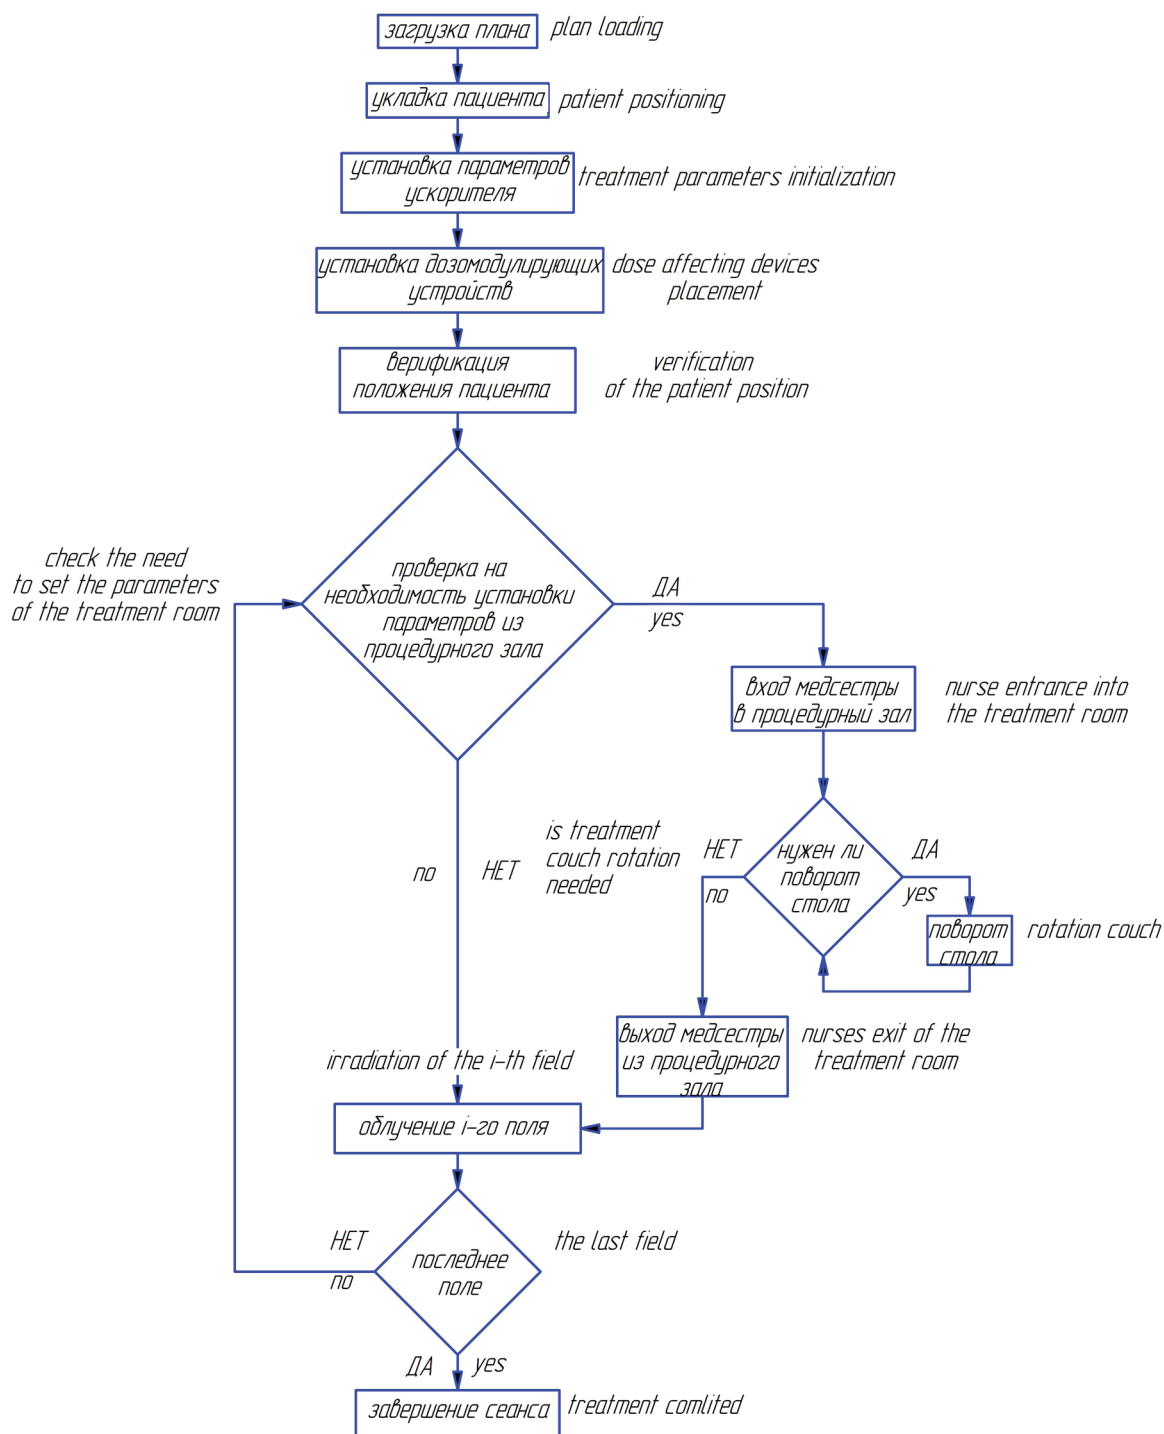 загрузка плана
plan loading
укладка пациента
patient positioning
установка параметров
ускорителя
treatment parameters initialization
установка дозомодулирующих
устройств
dose affecting devices
placement
верификация
положения пациента
verification
of the patient position
check the need
to set the parameters
of the treatment room
проверка на
необходимость установки
параметров из
процедурного зала
ДА
yes
вход медсестры
в процедурный зал
nurse entrance into
the treatment room
no
НЕТ
is treatment
couch rotation
needed
НЕТ
no
нужен ли
поворот
стола
ДА
yes
поворот
стола
rotation couch
выход медсестры
из процедурного
зала
nurses exit of the
treatment room
irradiation of the i-th field
облучение i-го поля
НЕТ
no
последнее
поле
the last field
ДА
yes
завершение сеанса
treatment comlited